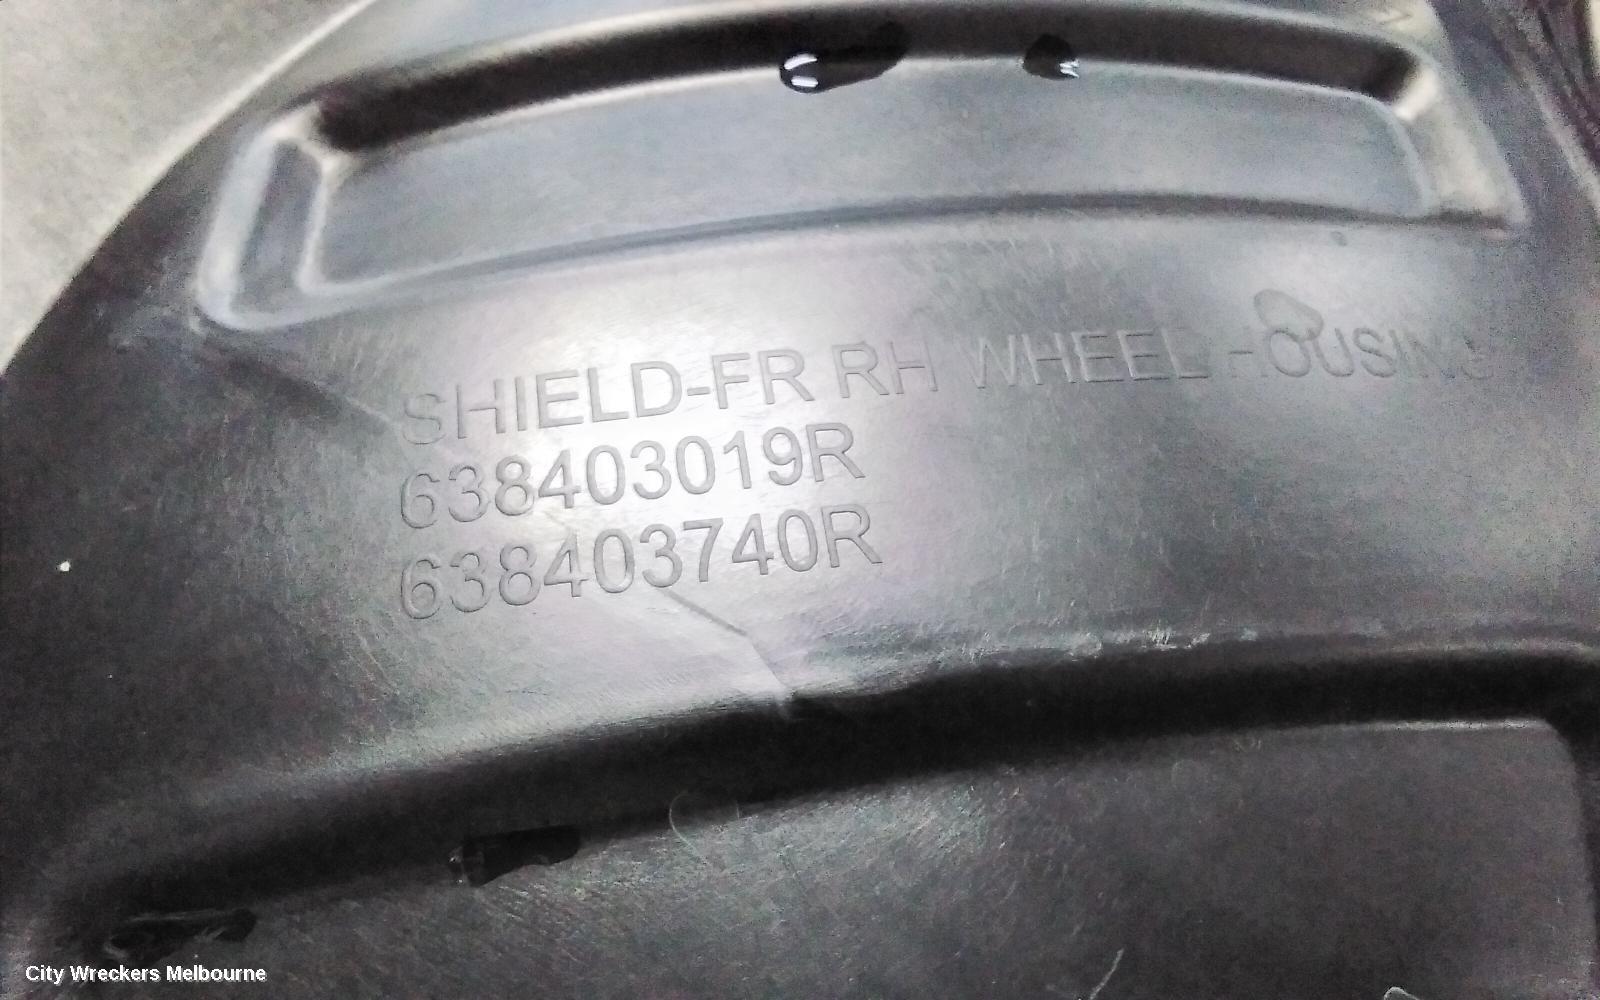 SHIELD-FR RH WHEEL HOUSING
638403019R
638403740R
City Wreckers Melbourne